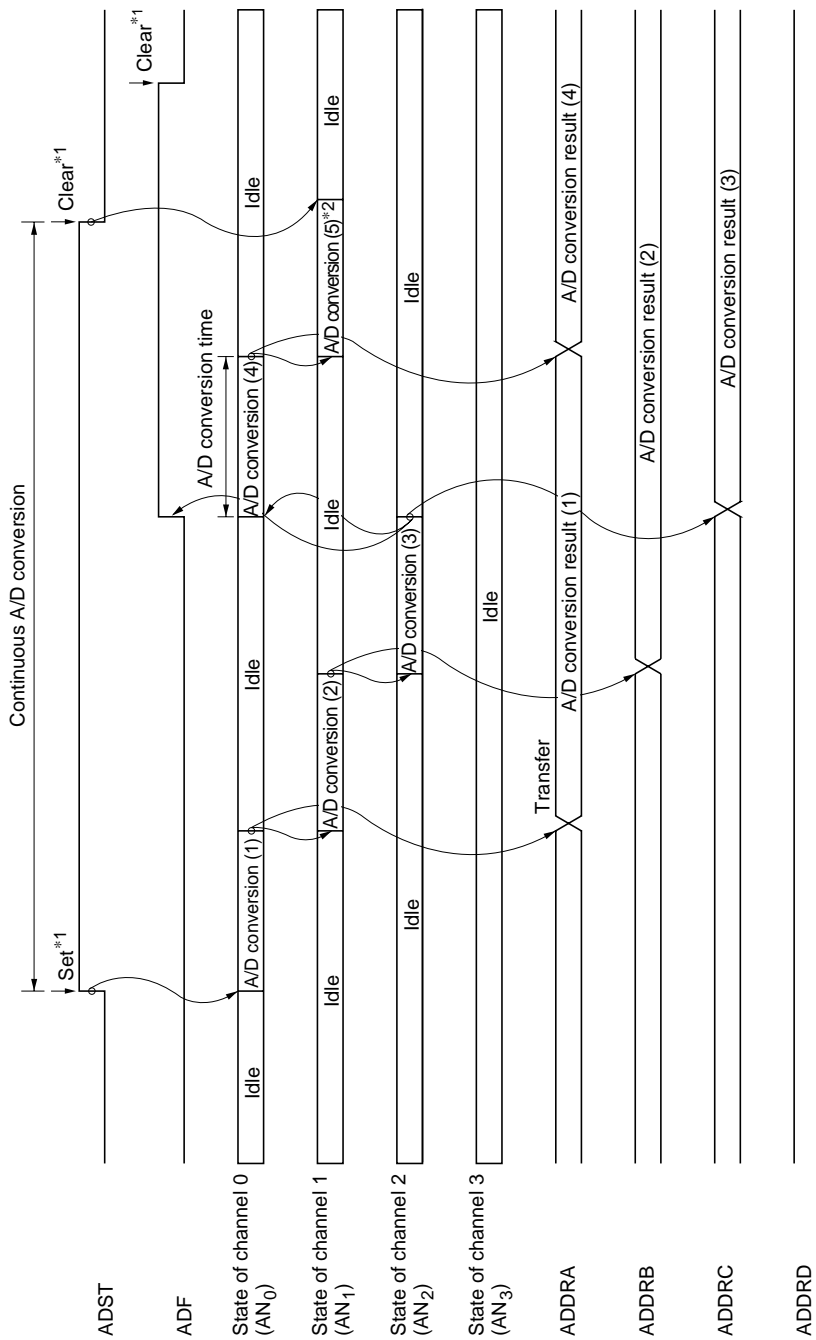 Continuous A/D conversion
Set*1
Clear*1
ADST
Clear*1
ADF
A/D conversion time
State of channel 0
(AN0)
Idle
A/D conversion (1)
Idle
A/D conversion (4)
Idle
State of channel 1
(AN1)
Idle
A/D conversion (2)
Idle
A/D conversion (5)*2
Idle
State of channel 2
(AN2)
Idle
A/D conversion (3)
Idle
State of channel 3
(AN3)
Idle
Transfer
ADDRA
A/D conversion result (1)
A/D conversion result (4)
ADDRB
A/D conversion result (2)
ADDRC
A/D conversion result (3)
ADDRD